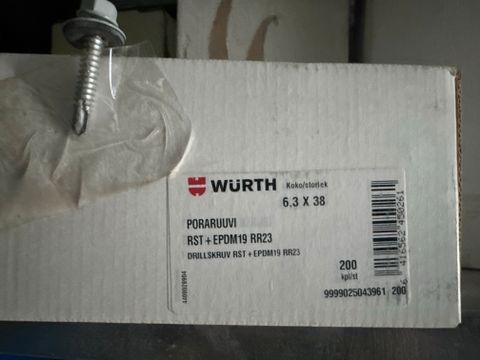 WÜRTH
Koko/storlek
6,3 X 38
PORARUUVI
RST + EPDM19 RR23
DRILLSKRUV RST +EPDM19 RR23
200
kpl/st
9999025043961 200